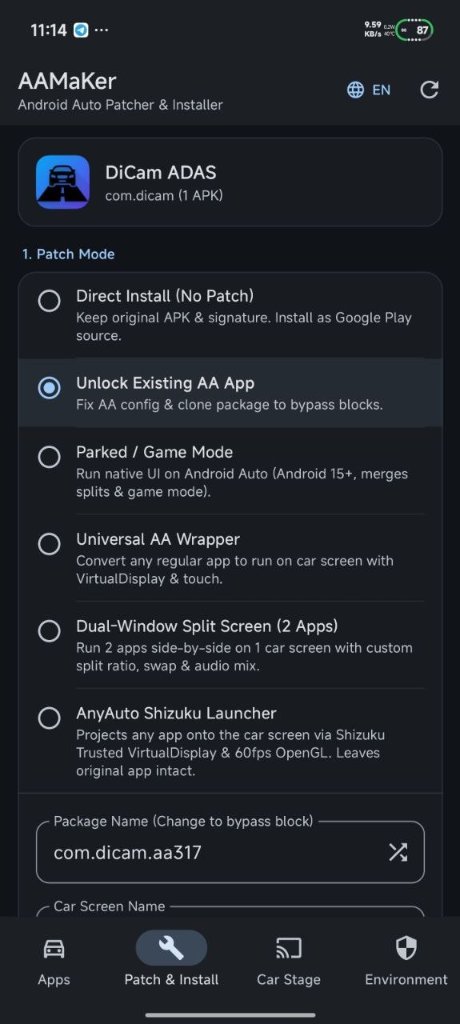 11:14 ···
9.59 KB/s 0.2W 40°C 87
AAMaKer
Android Auto Patcher & Installer
EN
DiCam ADAS
com.dicam (1 APK)
1. Patch Mode
Direct Install (No Patch)
Keep original APK & signature. Install as Google Play
source.
Unlock Existing AA App
Fix AA config & clone package to bypass blocks.
Parked / Game Mode
Run native UI on Android Auto (Android 15+, merges
splits & game mode).
Universal AA Wrapper
Convert any regular app to run on car screen with
VirtualDisplay & touch.
Dual-Window Split Screen (2 Apps)
Run 2 apps side-by-side on 1 car screen with custom
split ratio, swap & audio mix.
AnyAuto Shizuku Launcher
Projects any app onto the car screen via Shizuku
Trusted VirtualDisplay & 60fps OpenGL. Leaves
original app intact.
Package Name (Change to bypass block)
com.dicam.aa317
Car Screen Name
Apps
Patch & Install
Car Stage
Environment